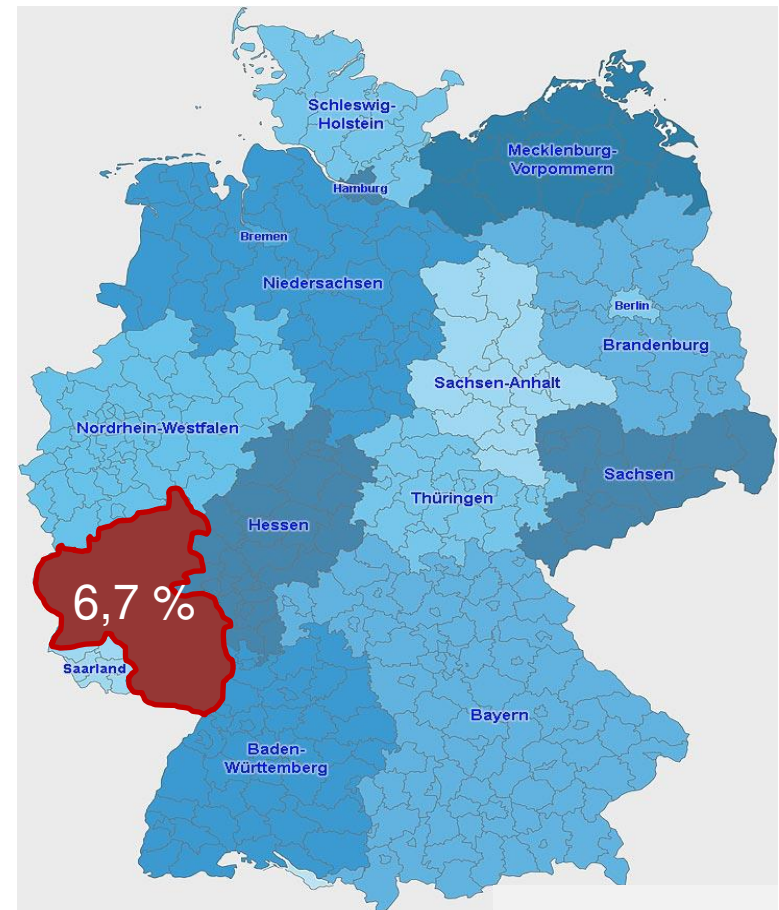 Schleswig-
Holstein
Mecklenburg-
Vorpommern
Hamburg
Bremen
Niedersachsen
Berlin
Brandenburg
Sachsen-Anhalt
Nordrhein-Westfalen
Sachsen
Thüringen
Hessen
6,7 %
Saarland
Bayern
Baden-
Württemberg